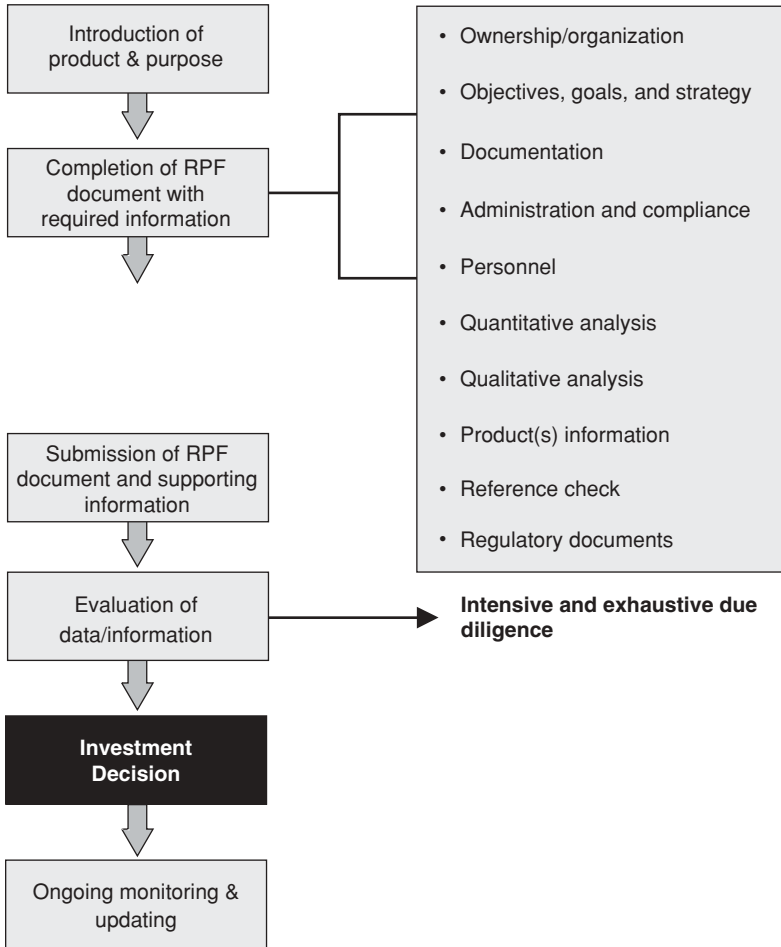 Introduction of
product & purpose
Completion of RPF
document with
required information
• Ownership/organization
• Objectives, goals, and strategy
• Documentation
• Administration and compliance
• Personnel
• Quantitative analysis
• Qualitative analysis
• Product(s) information
• Reference check
• Regulatory documents
Submission of RPF
document and supporting
information
Evaluation of
data/information
Intensive and exhaustive due
diligence
Investment
Decision
Ongoing monitoring &
updating